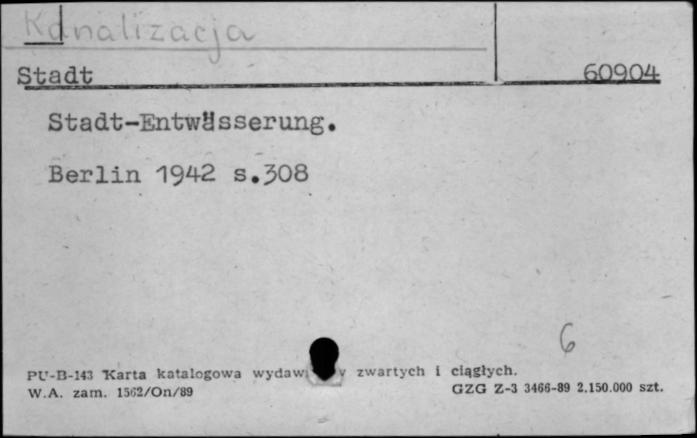 Kanalizacja
Stadt 60904
Stadt-Entwässerung.
Berlin 1942 s.308
6
PU-B-143 Karta katalogowa zwartych i ciągłych.
W.A. zam. 1562/On/89 GZG Z-3 3466-89 2.150.000 szt.